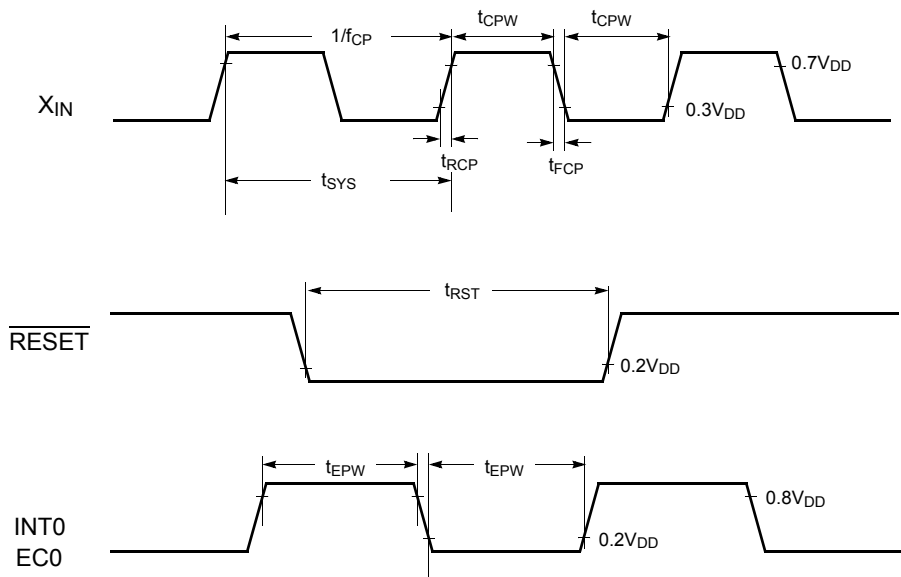 1/fCP tCPW tCPW
XIN
0.7VDD
0.3VDD
tRCP tFCP
tSYS
tRST
RESET
0.2VDD
tEPW tEPW
INT0
EC0
0.8VDD
0.2VDD